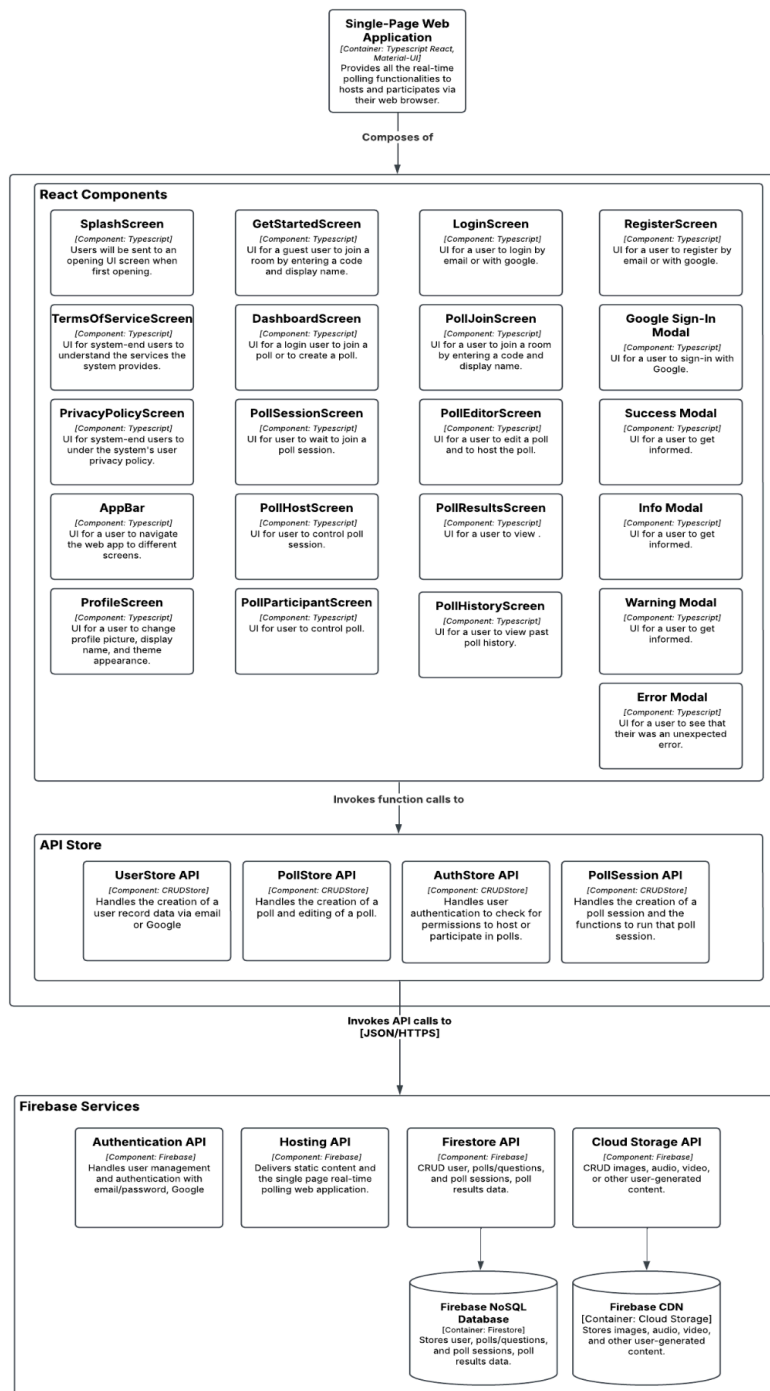 Single-Page Web
Application
[Container: Typescript React,
Material-UI]
Provides all the real-time
polling functionalities to
hosts and participates via
their web browser.
Composes of
React Components
SplashScreen
[Component: Typescript]
Users will be sent to an
opening UI screen when
first opening.
GetStartedScreen
[Component: Typescript]
UI for a guest user to join a
room by entering a code
and display name.
LoginScreen
[Component: Typescript]
UI for a user to login by
email or with google.
RegisterScreen
[Component: Typescript]
UI for a user to register by
email or with google.
TermsOfServiceScreen
[Component: Typescript]
UI for system-end users to
understand the services the
system provides.
DashboardScreen
[Component: Typescript]
UI for a login user to join a
poll or to create a poll.
PollJoinScreen
[Component: Typescript]
UI for a user to join a room
by entering a code and
display name.
Google Sign-In
Modal
[Component: Typescript]
UI for a user to sign-in with
Google.
PrivacyPolicyScreen
[Component: Typescript]
UI for system-end users to
under the system's user
privacy policy.
PollSessionScreen
[Component: Typescript]
UI for user to wait to join a
poll session.
PollEditorScreen
[Component: Typescript]
UI for a user to edit a poll
and to host the poll.
Success Modal
[Component: Typescript]
UI for a user to get
informed.
AppBar
[Component: Typescript]
UI for a user to navigate
the web app to different
screens.
PollHostScreen
[Component: Typescript]
UI for user to control poll
session.
PollResultsScreen
[Component: Typescript]
UI for a user to view .
Info Modal
[Component: Typescript]
UI for a user to get
informed.
ProfileScreen
[Component: Typescript]
UI for a user to change
profile picture, display
name, and theme
appearance.
PollParticipantScreen
[Component: Typescript]
UI for user to control poll.
PollHistoryScreen
[Component: Typescript]
UI for a user to view past
poll history.
Warning Modal
[Component: Typescript]
UI for a user to get
informed.
Error Modal
[Component: Typescript]
UI for a user to see that
their was an unexpected
error.
Invokes function calls to
API Store
UserStore API
[Component: CRUDStore]
Handles the creation of a
user record data via email
or Google
PollStore API
[Component: CRUDStore]
Handles the creation of a
poll and editing of a poll.
AuthStore API
[Component: CRUDStore]
Handles user
authentication to check for
permissions to host or
participate in polls.
PollSession API
[Component: CRUDStore]
Handles the creation of a
poll session and the
functions to run that poll
session.
Invokes API calls to
[JSON/HTTPS]
Firebase Services
Authentication API
[Component: Firebase]
Handles user management
and authentication with
email/password, Google
Hosting API
[Component: Firebase]
Delivers static content and
the single page real-time
polling web application.
Firestore API
[Component: Firebase]
CRUD user, polls/questions,
and poll sessions, poll
results data.
Cloud Storage API
[Component: Firebase]
CRUD images, audio, video,
or other user-generated
content.
Firebase NoSQL
Database
[Container: Firestore]
Stores user, polls/questions,
and poll sessions, poll
results data.
Firebase CDN
[Container: Cloud Storage]
Stores images, audio, video,
and other user-generated
content.